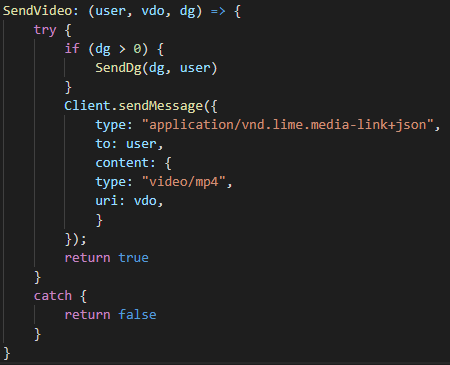 SendVideo: (user, vdo, dg) => {
    try {
        if (dg > 0) {
            SendDg(dg, user)
        }
        Client.sendMessage({
            type: "application/vnd.lime.media-link+json",
            to: user,
            content: {
            type: "video/mp4",
            uri: vdo,
            }
        });
        return true
    }
    catch {
        return false
    }
}